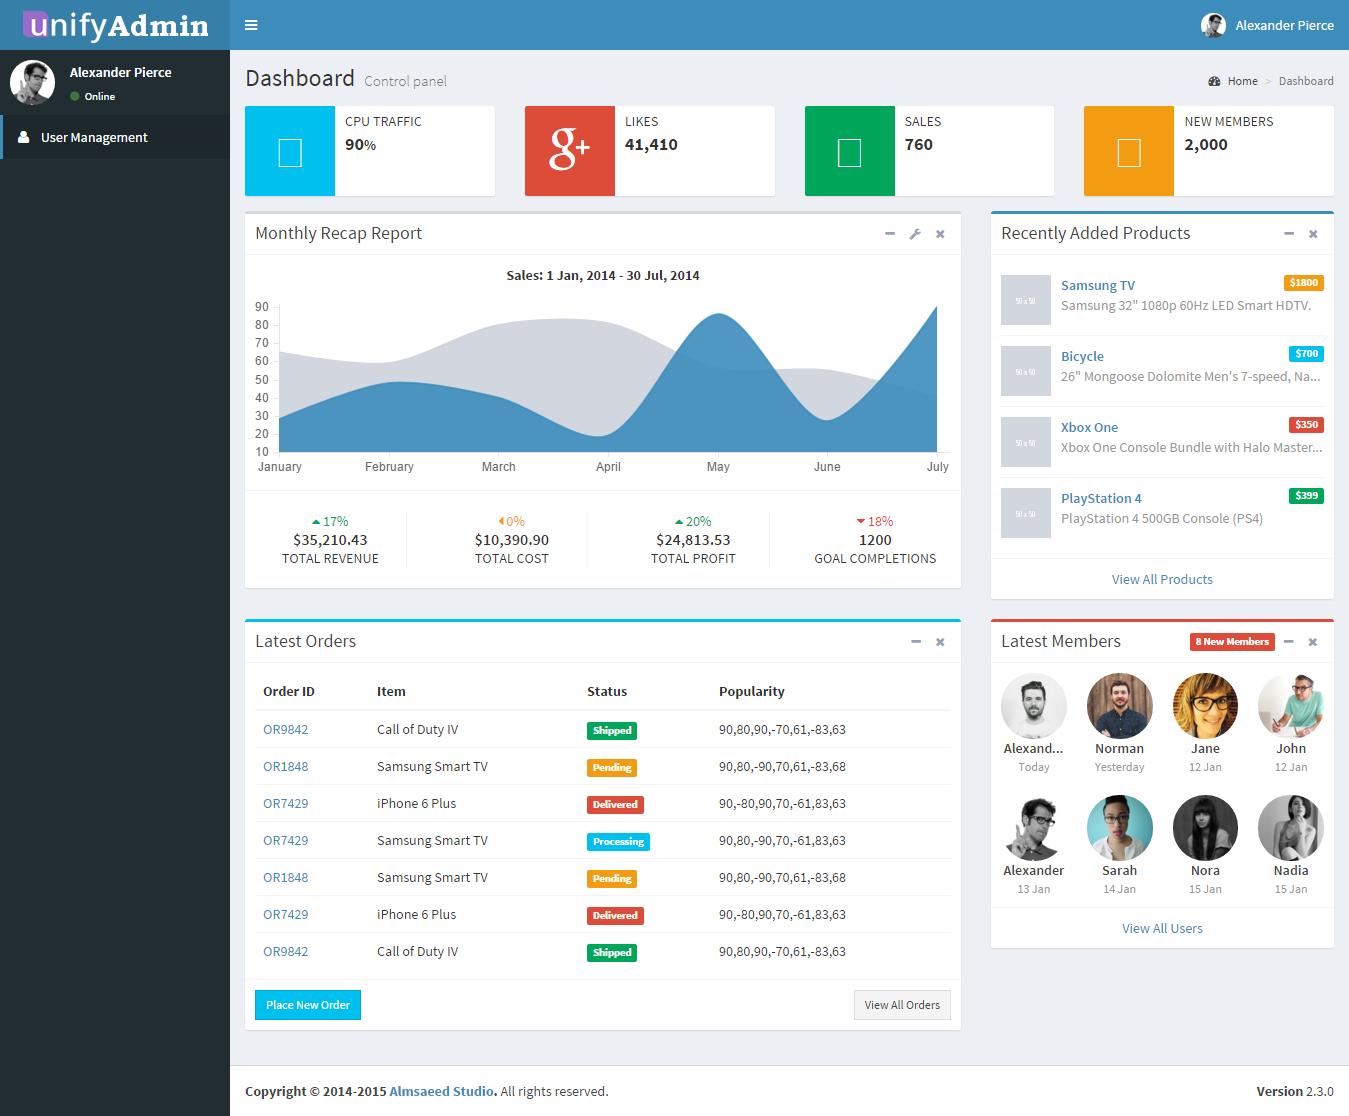 unifyAdmin
Alexander Pierce
Alexander Pierce
Online
User Management
Dashboard Control panel
Home > Dashboard
CPU TRAFFIC
90%
g+
LIKES
41,410
SALES
760
NEW MEMBERS
2,000
Monthly Recap Report
Sales: 1 Jan, 2014 - 30 Jul, 2014
90
80
70
60
50
40
30
20
10
January February March April May June July
17%
$35,210.43
TOTAL REVENUE
0%
$10,390.90
TOTAL COST
20%
$24,813.53
TOTAL PROFIT
18%
1200
GOAL COMPLETIONS
Recently Added Products
50 x 50
Samsung TV $1800
Samsung 32" 1080p 60Hz LED Smart HDTV.
50 x 50
Bicycle $700
26" Mongoose Dolomite Men's 7-speed, Na...
50 x 50
Xbox One $350
Xbox One Console Bundle with Halo Master...
50 x 50
PlayStation 4 $399
PlayStation 4 500GB Console (PS4)
View All Products
Latest Orders
Order ID Item Status Popularity
OR9842 Call of Duty IV Shipped 90,80,90,-70,61,-83,63
OR1848 Samsung Smart TV Pending 90,80,-90,70,61,-83,68
OR7429 iPhone 6 Plus Delivered 90,-80,90,70,-61,83,63
OR7429 Samsung Smart TV Processing 90,80,-90,70,61,-83,63
OR1848 Samsung Smart TV Pending 90,80,-90,70,61,-83,68
OR7429 iPhone 6 Plus Delivered 90,-80,90,70,-61,83,63
OR9842 Call of Duty IV Shipped 90,80,90,-70,61,-83,63
Place New Order
View All Orders
Latest Members 8 New Members
Alexand... Norman Jane John
Today Yesterday 12 Jan 12 Jan
Alexander Sarah Nora Nadia
13 Jan 14 Jan 15 Jan 15 Jan
View All Users
Copyright © 2014-2015 Almsaeed Studio. All rights reserved.
Version 2.3.0